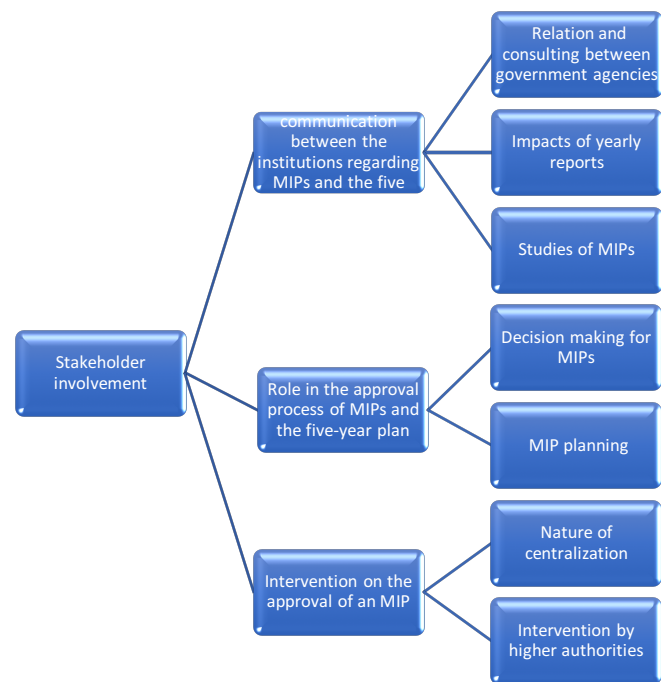 Stakeholder
involvement
communication
between the
institutions regarding
MIPs and the five
Relation and
consulting between
government agencies
Impacts of yearly
reports
Studies of MIPs
Role in the approval
process of MIPs and
the five-year plan
Decision making for
MIPs
MIP planning
Intervention on the
approval of an MIP
Nature of
centralization
Intervention by
higher authorities